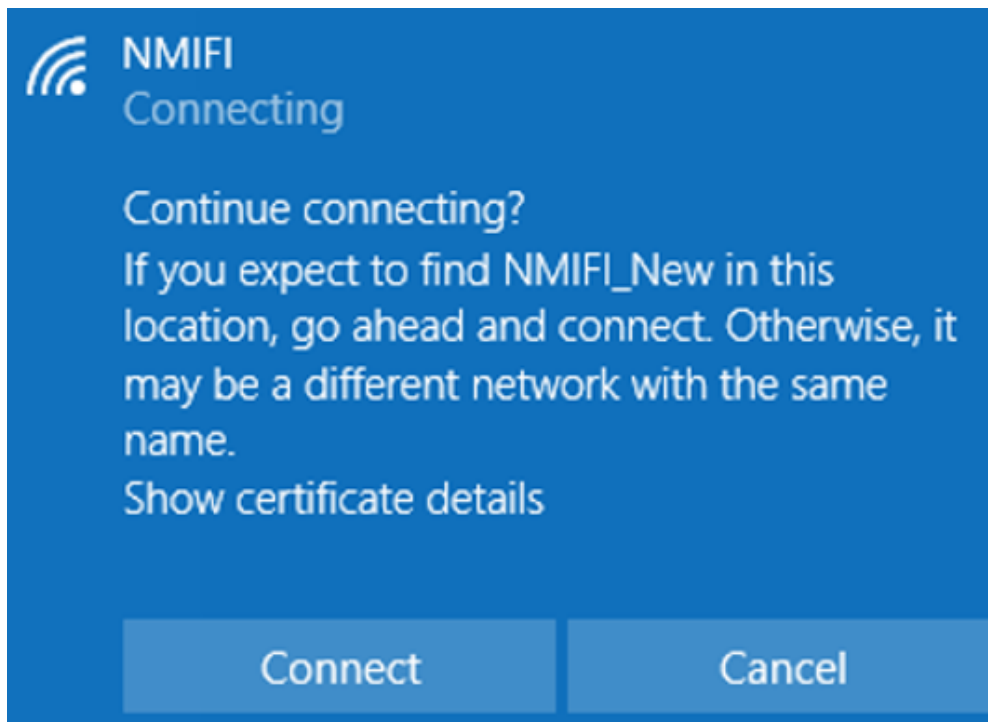 NMIFI
Connecting
Continue connecting?
If you expect to find NMIFI_New in this
location, go ahead and connect. Otherwise, it
may be a different network with the same
name.
Show certificate details
Connect
Cancel